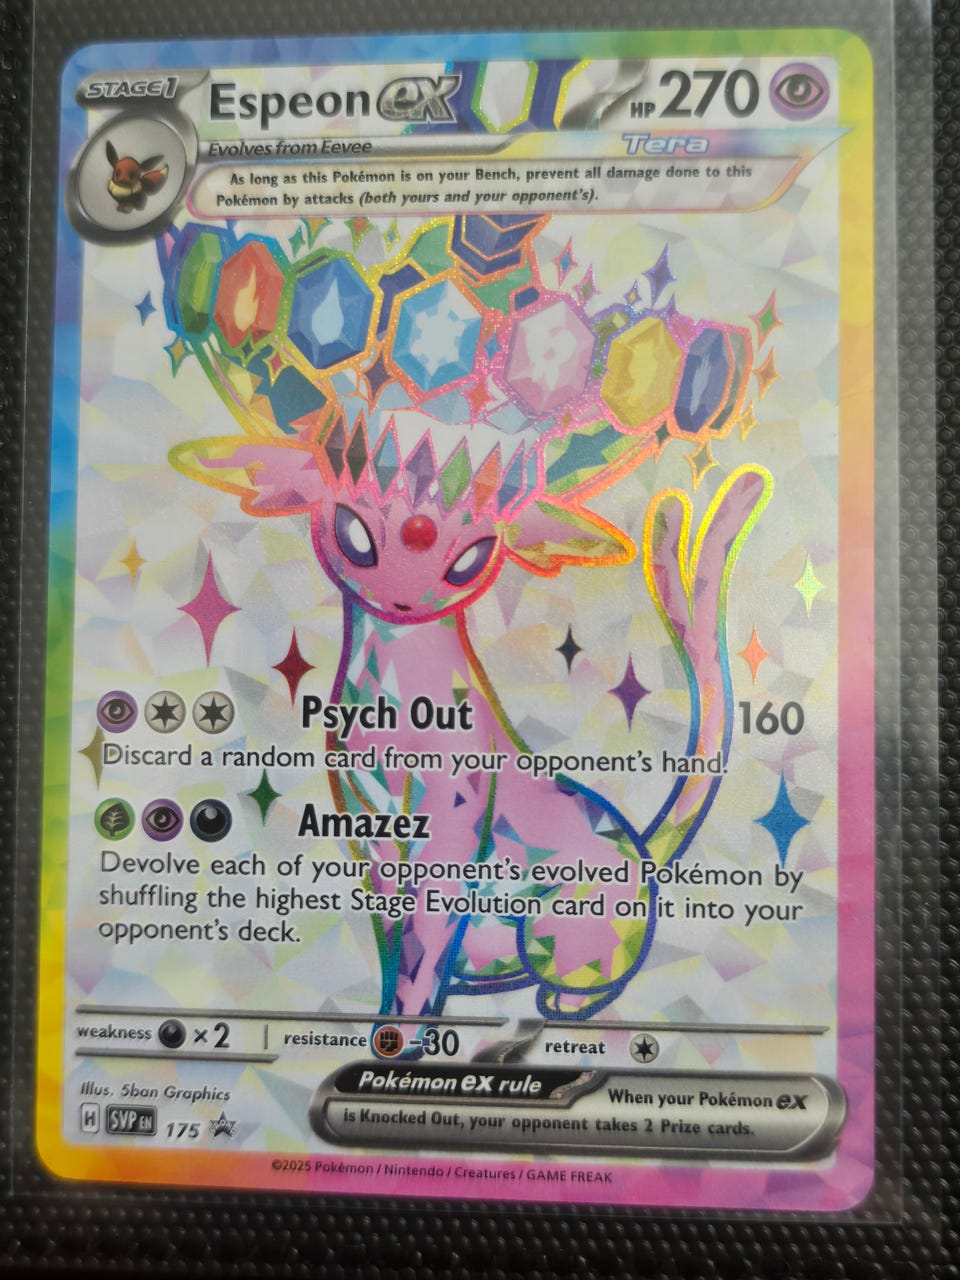 STAGE1 Espeon ex HP 270
Evolves from Eevee Tera
As long as this Pokémon is on your Bench, prevent all damage done to this
Pokémon by attacks (both yours and your opponent's).
Psych Out 160
Discard a random card from your opponent's hand!
Amazez
Devolve each of your opponent's evolved Pokémon by
shuffling the highest Stage Evolution card on it into your
opponent's deck.
weakness ×2 resistance -30 retreat
Illus. 5ban Graphics
Pokémon ex rule When your Pokémon ex
is Knocked Out, your opponent takes 2 Prize cards.
H SVP EN 175
©2025 Pokémon / Nintendo / Creatures / GAME FREAK